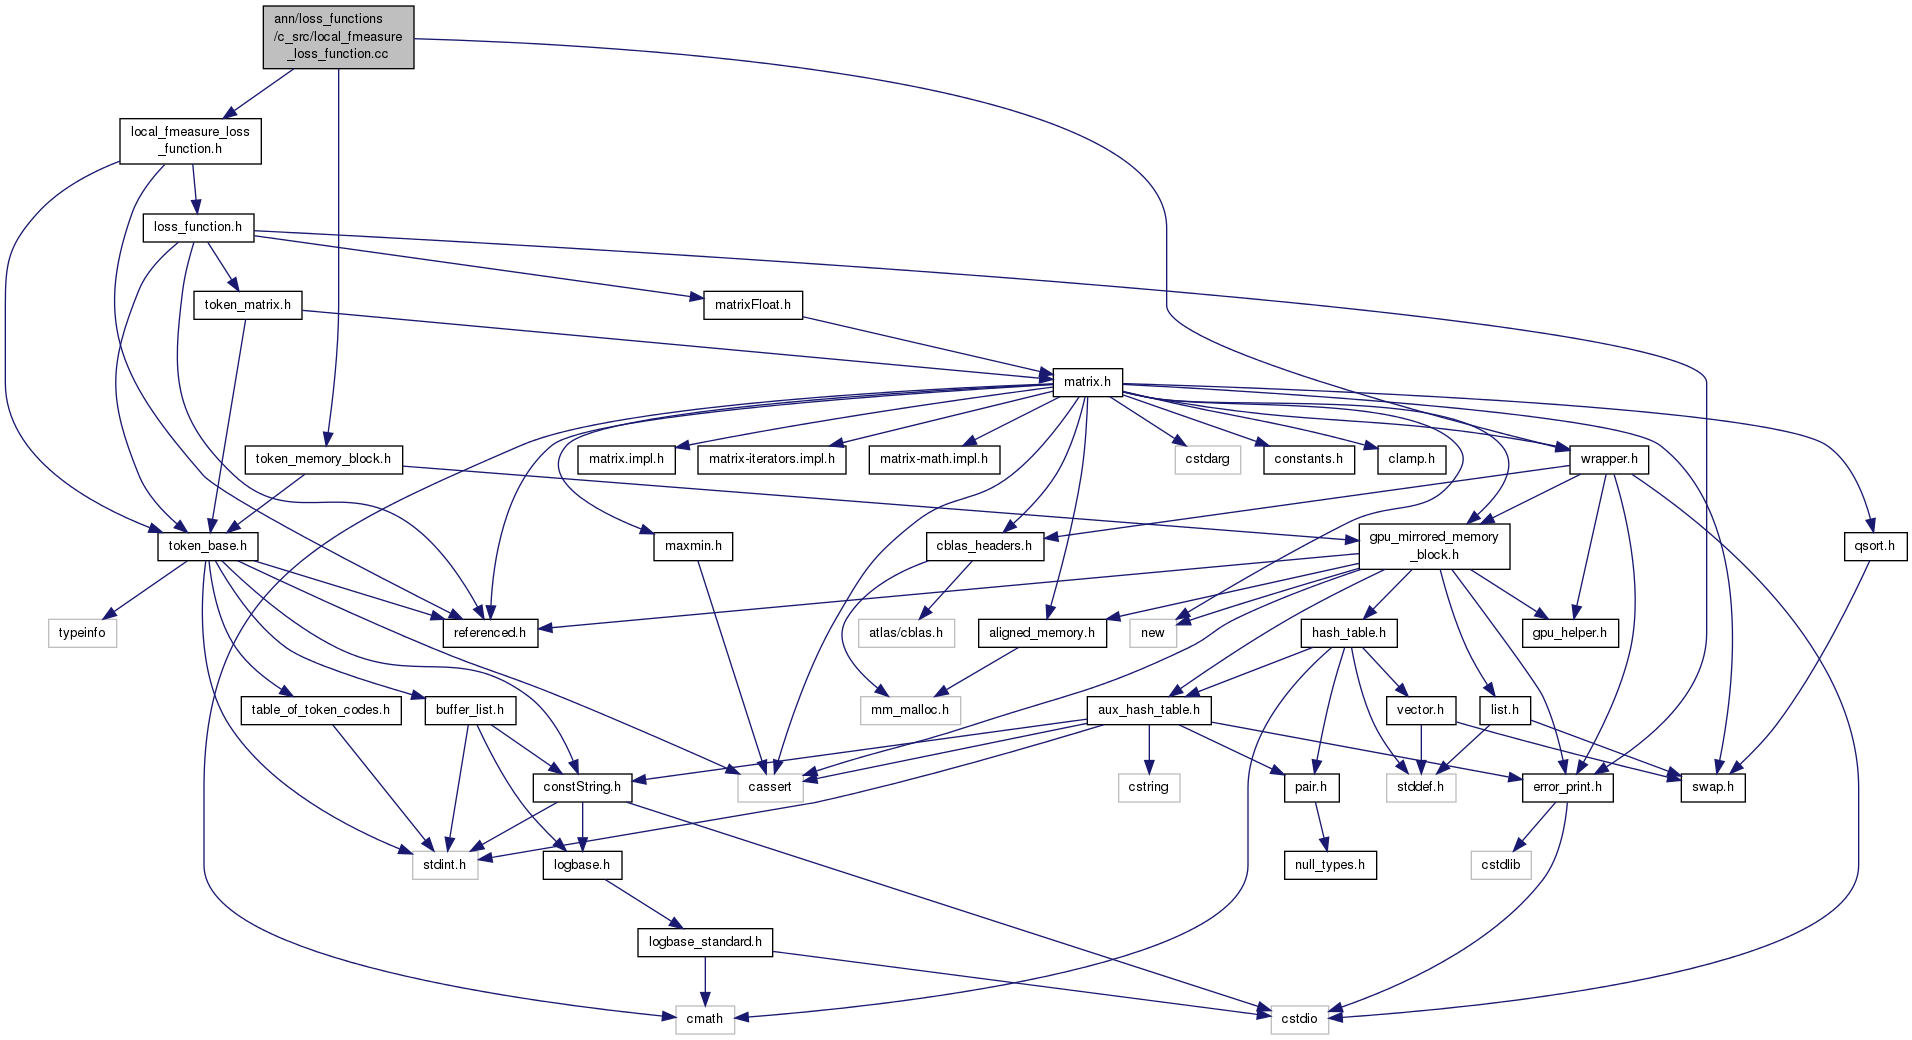 ann/loss_functions
/c_src/local_fmeasure
_loss_function.cc
local_fmeasure_loss
_function.h
loss_function.h
token_matrix.h
matrixFloat.h
matrix.h
token_memory_block.h
matrix.impl.h
matrix-iterators.impl.h
matrix-math.impl.h
cstdarg
constants.h
clamp.h
wrapper.h
token_base.h
maxmin.h
cblas_headers.h
gpu_mirrored_memory
_block.h
qsort.h
typeinfo
referenced.h
atlas/cblas.h
aligned_memory.h
new
hash_table.h
gpu_helper.h
table_of_token_codes.h
buffer_list.h
mm_malloc.h
aux_hash_table.h
vector.h
list.h
constString.h
cassert
cstring
pair.h
stddef.h
error_print.h
swap.h
stdint.h
logbase.h
null_types.h
cstdlib
logbase_standard.h
cmath
cstdio